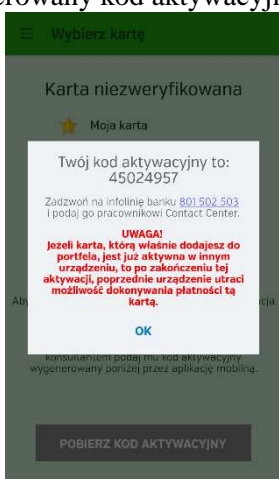 erowany kod aktywacyj
Wybierz kartę
Karta niezweryfikowana
Moja karta
Twój kod aktywacyjny to:
45024957
Zadzwoń na infolinię banku 801 502 503
i podaj go pracownikowi Contact Center.
UWAGA!
Jeżeli karta, którą właśnie dodajesz do
portfela, jest już aktywna w innym
urządzeniu, to po zakończeniu tej
aktywacji, poprzednie urządzenie utraci
możliwość dokonywania płatności tą
kartą.
OK
konsultantem podaj mu kod aktywacyjny
wygenerowany poniżej przez aplikację mobilną.
POBIERZ KOD AKTYWACYJNY